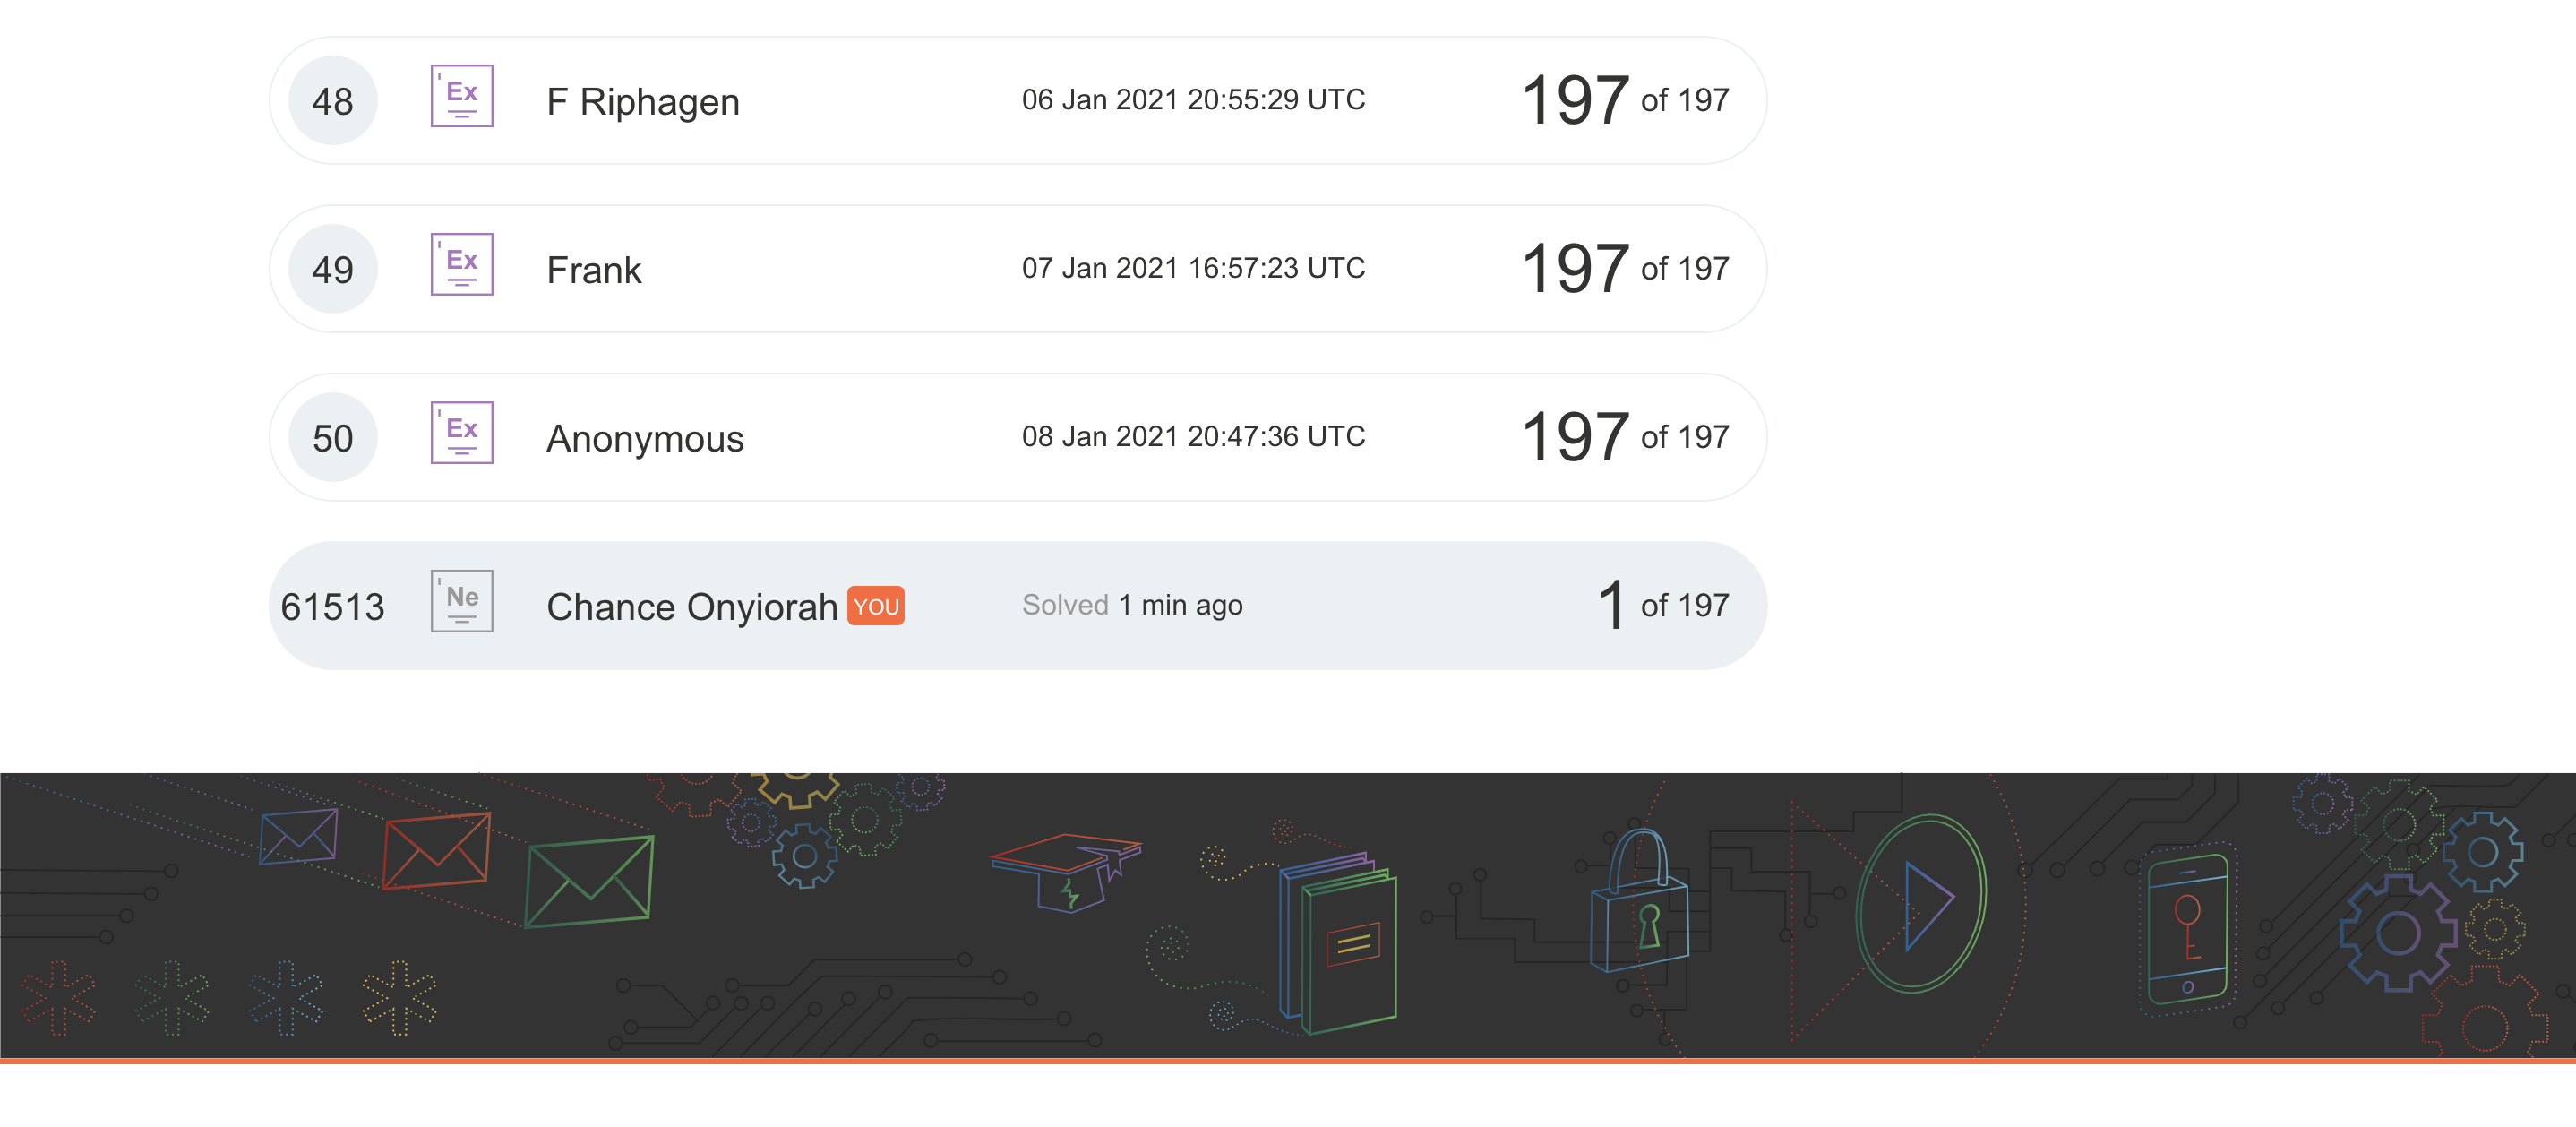 48 Ex F Riphagen 06 Jan 2021 20:55:29 UTC 197 of 197
49 Ex Frank 07 Jan 2021 16:57:23 UTC 197 of 197
50 Ex Anonymous 08 Jan 2021 20:47:36 UTC 197 of 197
61513 Ne Chance Onyiorah YOU Solved 1 min ago 1 of 197